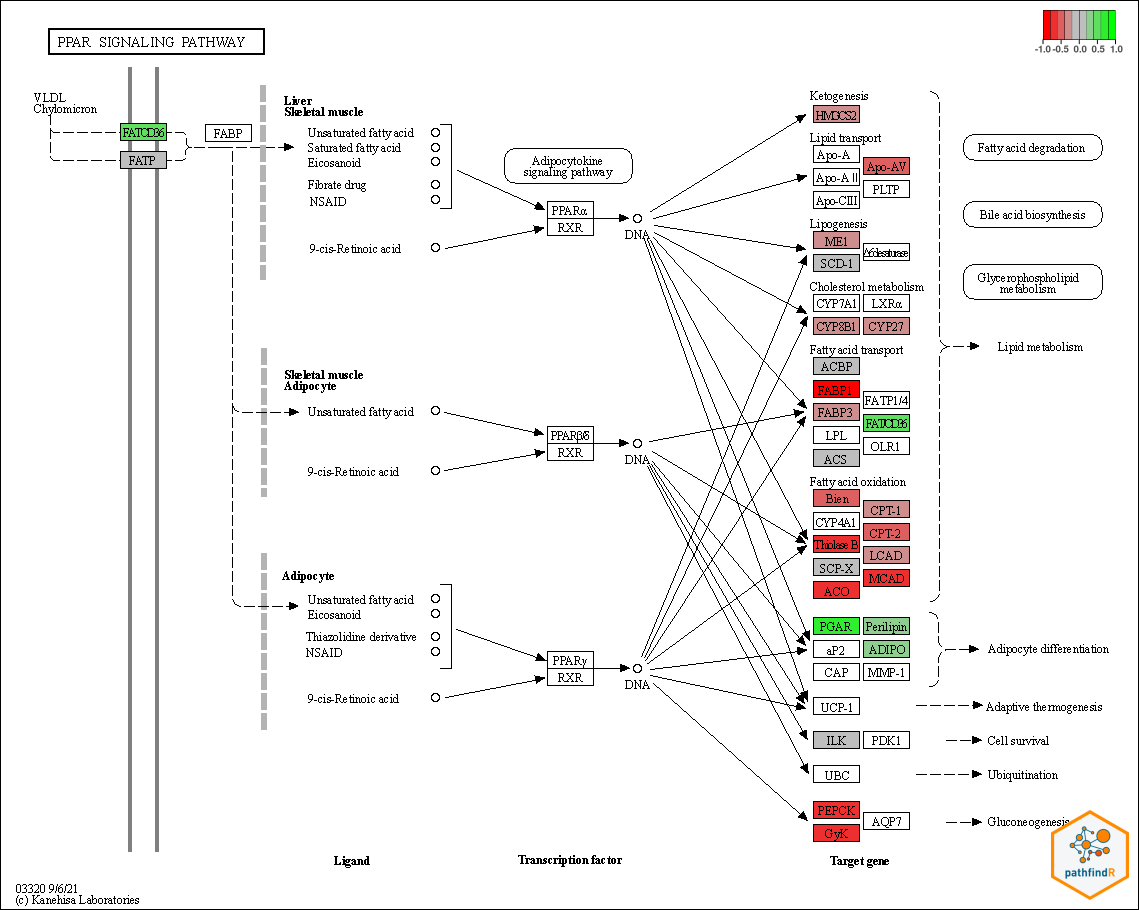 PPAR SIGNALING PATHWAY
-1.0 -0.5 0.0 0.5 1.0
VLDL
Chylomicron
FAT/CD36
FATP
FABP
Liver
Skeletal muscle
Unsaturated fatty acid
Saturated fatty acid
Eicosanoid
Fibrate drug
NSAID
9-cis-Retinoic acid
Adipocytokine
signaling pathway
PPARα
RXR
DNA
Skeletal muscle
Adipocyte
Unsaturated fatty acid
9-cis-Retinoic acid
PPARβ/δ
RXR
DNA
Adipocyte
Unsaturated fatty acid
Eicosanoid
Thiazolidine derivative
NSAID
9-cis-Retinoic acid
PPARγ
RXR
DNA
Ketogenesis
HMGCS2
Lipid transport
Apo-A
Apo-AV
Apo-AII
PLTP
Apo-CIII
Lipogenesis
ME1
SCD-1
Cholesterol metabolism
CYP7A1 LXRα
CYP8B1 CYP27
Fatty acid transport
ACBP
FABP1
FATP1/4
FABP3
FAT/CD36
LPL
OLR1
ACS
Fatty acid oxidation
Bien
CPT-1
CYP4A1
CPT-2
Thiolase B
LCAD
SCP-X
MCAD
ACO
PGAR Perilipin
aP2 ADIPO
CAP MMP-1
UCP-1
ILK PDK1
UBC
PEPCK
AQP7
GyK
Fatty acid degradation
Bile acid biosynthesis
Glycerophospholipid
metabolism
Lipid metabolism
Adipocyte differentiation
Adaptive thermogenesis
Cell survival
Ubiquitination
Gluconeogenesis
Ligand
Transcription factor
Target gene
pathfindR
03320 9/6/21
(c) Kanehisa Laboratories